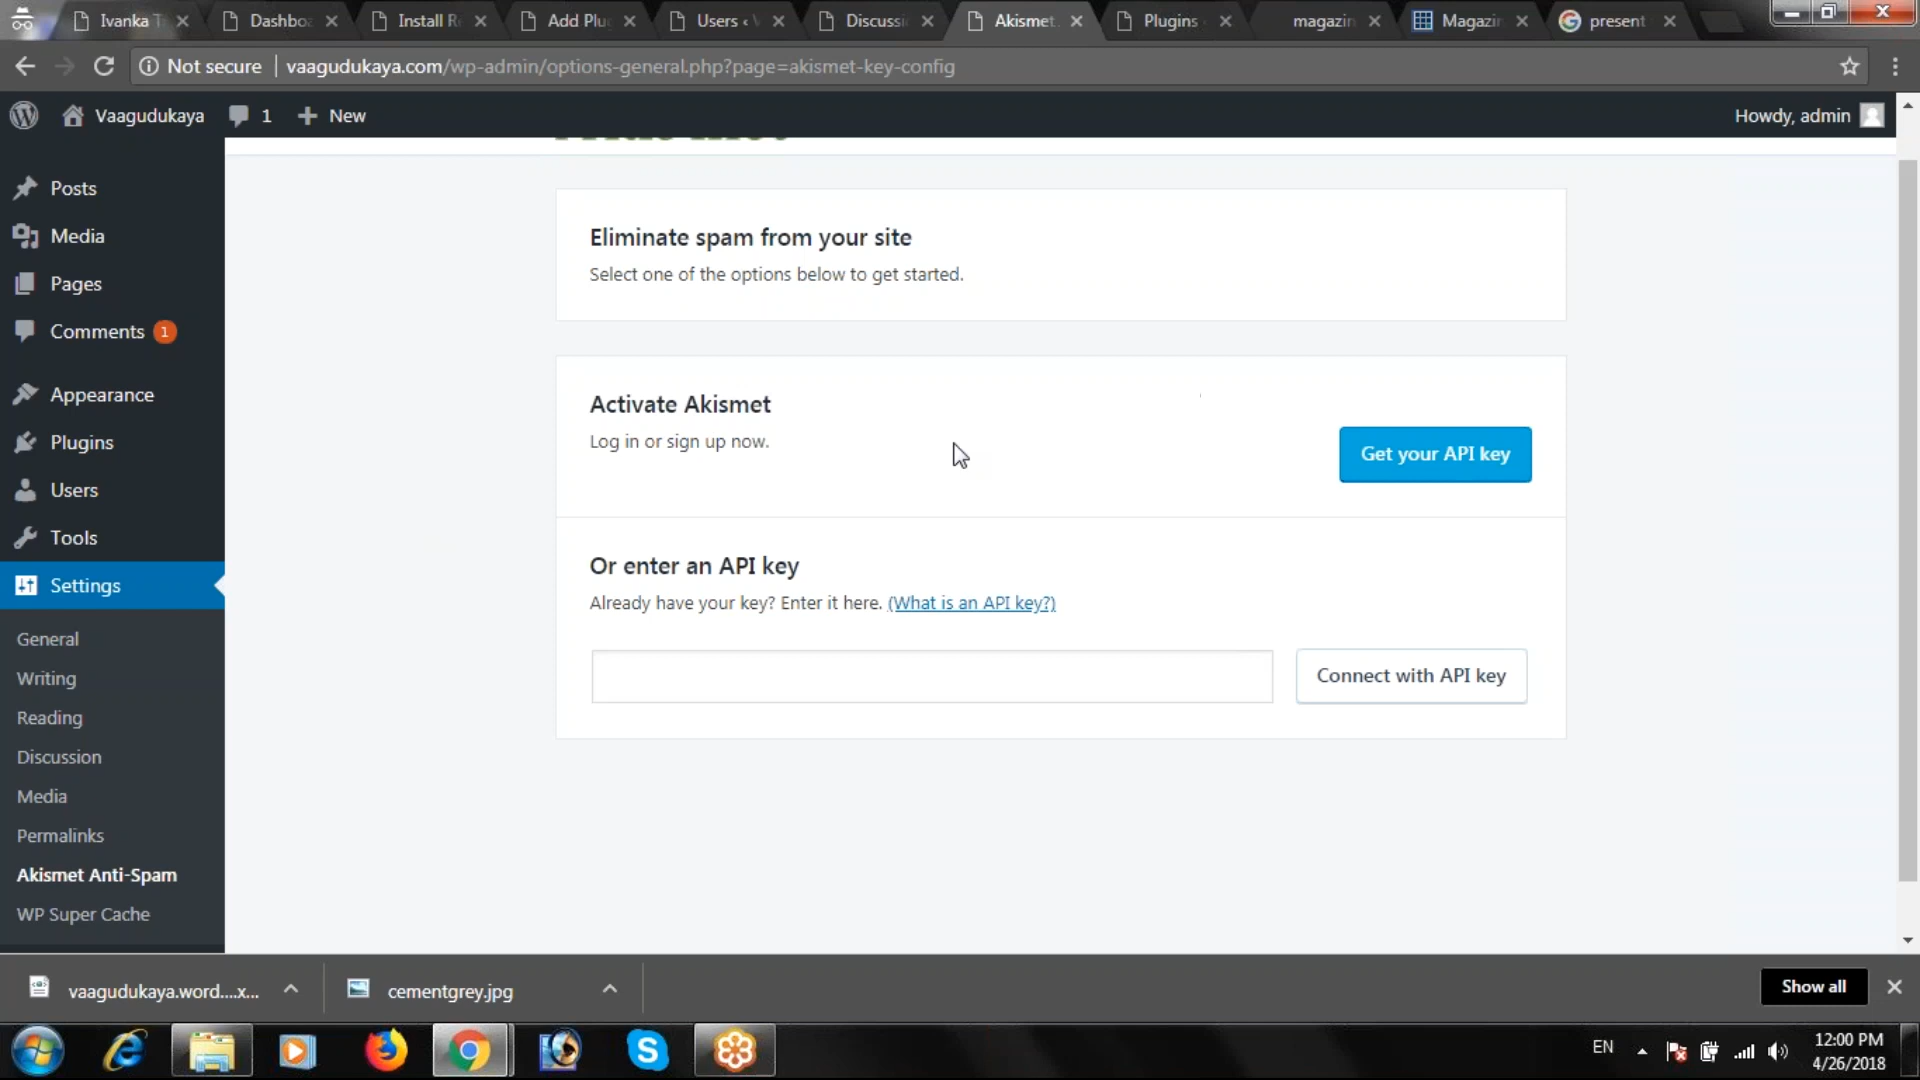 Ivanka T
Dashboa
Install R
Add Plu
Users ‹
Discussi
Akismet
Plugins
magazin
Magazin
present
Not secure
vaagudukaya.com/wp-admin/options-general.php?page=akismet-key-config
Vaagudukaya
1
New
Howdy, admin
Posts
Media
Pages
Comments 1
Appearance
Plugins
Users
Tools
Settings
General
Writing
Reading
Discussion
Media
Permalinks
Akismet Anti-Spam
WP Super Cache
Eliminate spam from your site
Select one of the options below to get started.
Activate Akismet
Log in or sign up now.
Get your API key
Or enter an API key
Already have your key? Enter it here. (What is an API key?)
Connect with API key
vaagudukaya.word....x...
cementgrey.jpg
Show all
EN
12:00 PM
4/26/2018